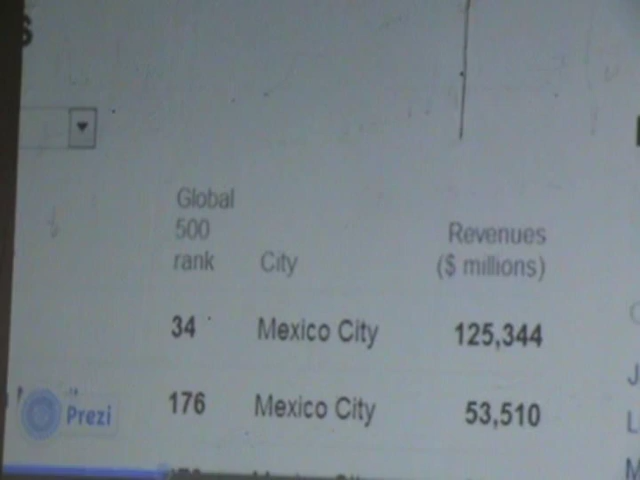 Global
500
rank
City
Revenues
($ millions)
34 Mexico City 125,344
176 Mexico City 53,510
Prezi